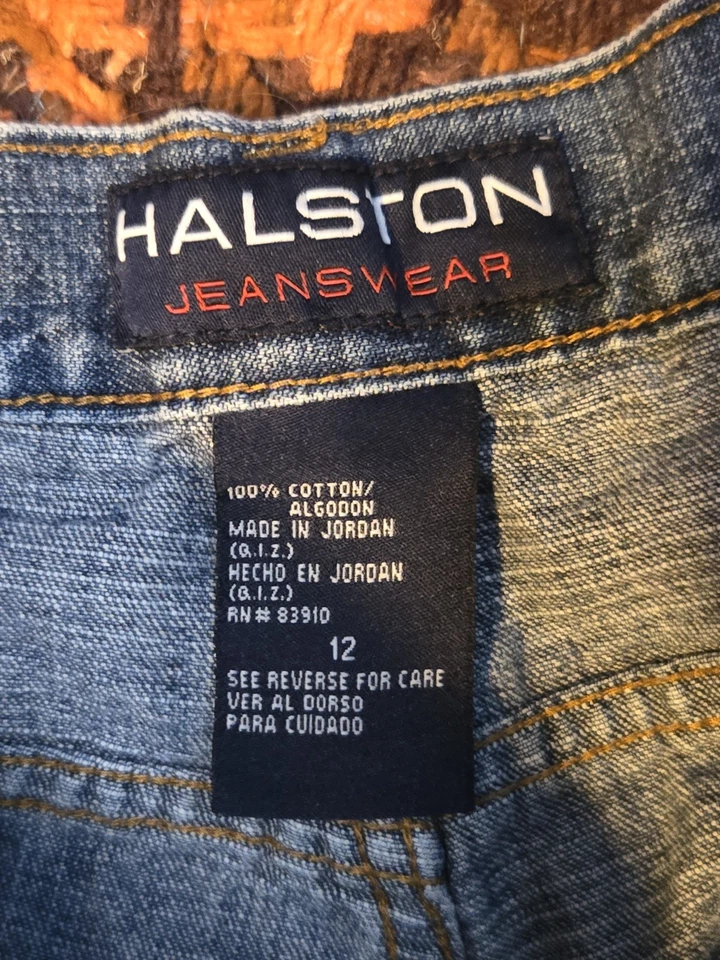 HALSTON
JEANSWEAR
100% COTTON/
ALGODON
MADE IN JORDAN
(Q.I.Z.)
HECHO EN JORDAN
(Q.I.Z.)
RN# 83910
12
SEE REVERSE FOR CARE
VER AL DORSO
PARA CUIDADO